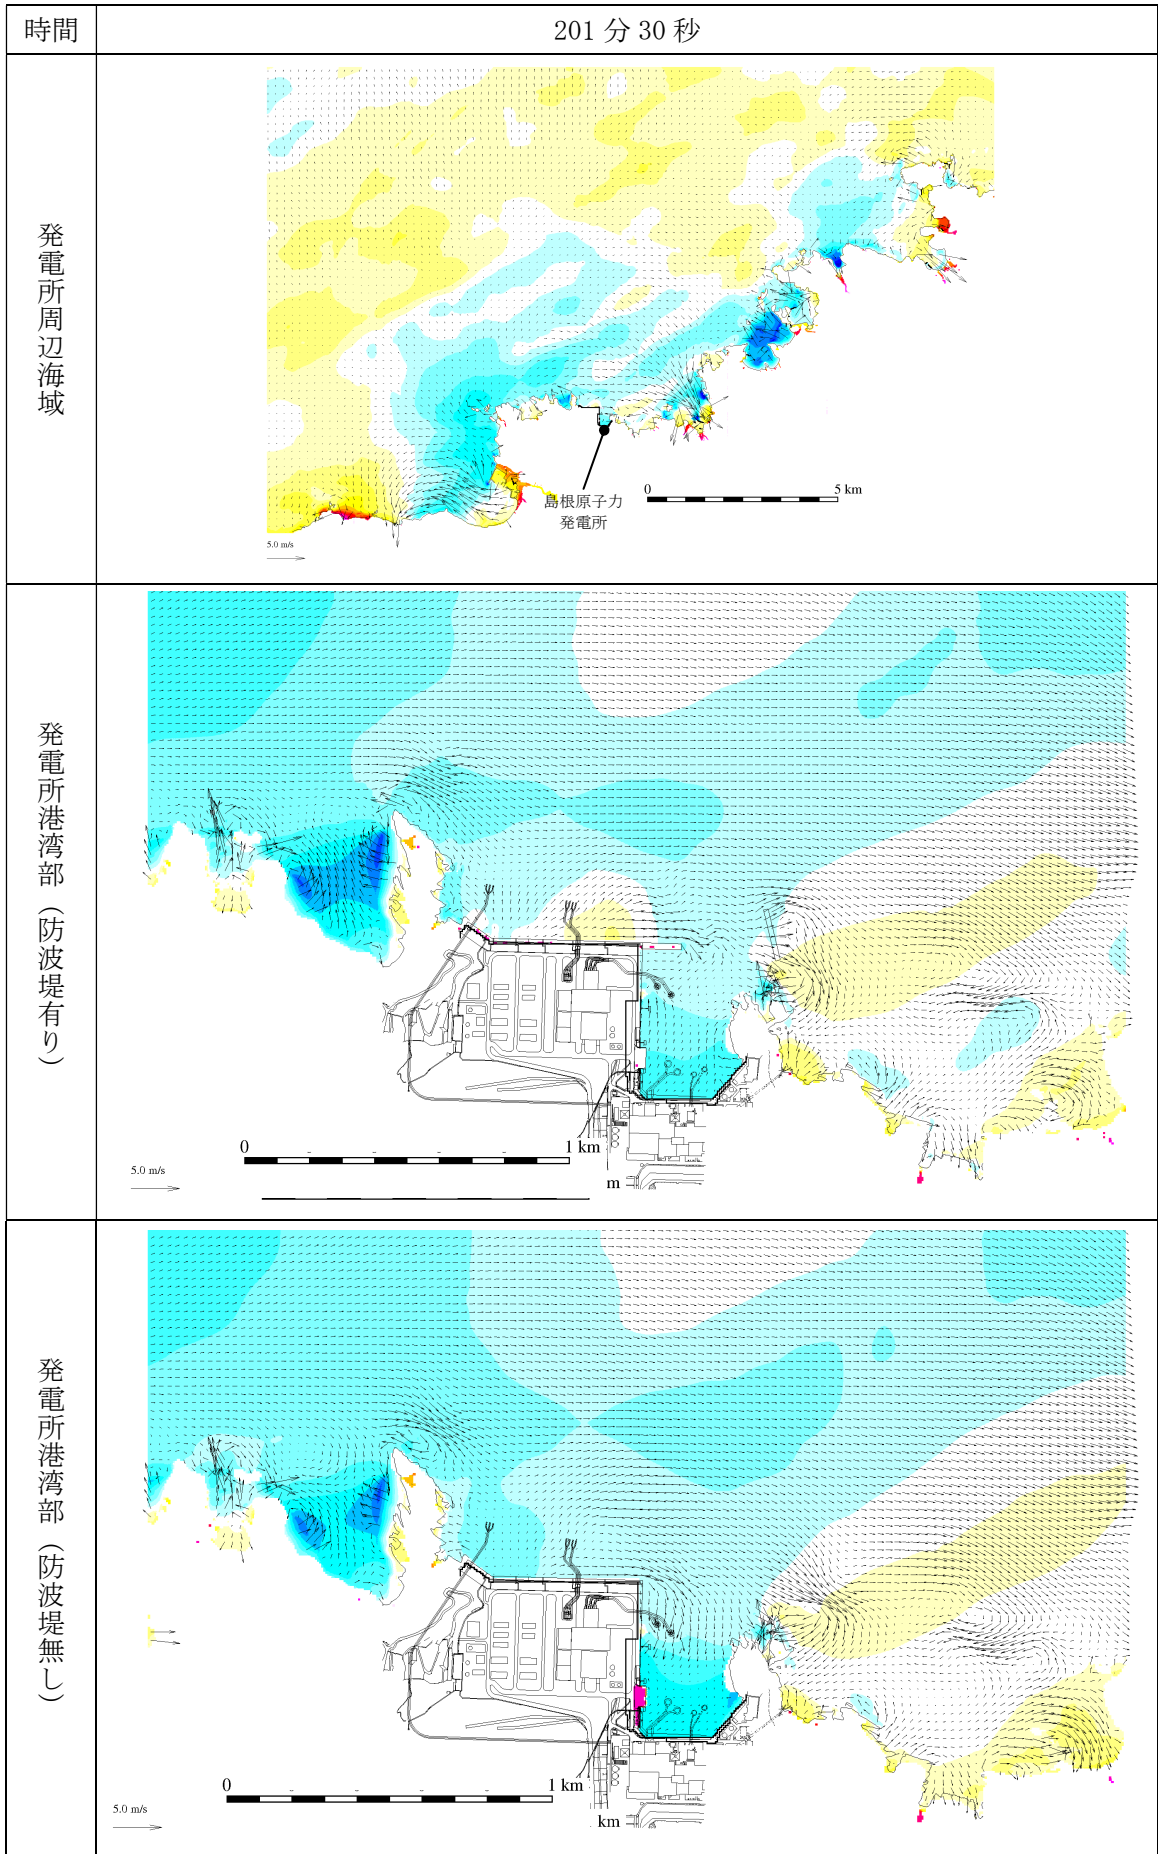 時間
201 分 30 秒
発電所周辺海域
島根原子力
発電所
0 5 km
5.0 m/s
発電所港湾部（防波堤有り）
0 1 km
5.0 m/s
m
発電所港湾部（防波堤無し）
0 1 km
5.0 m/s
km